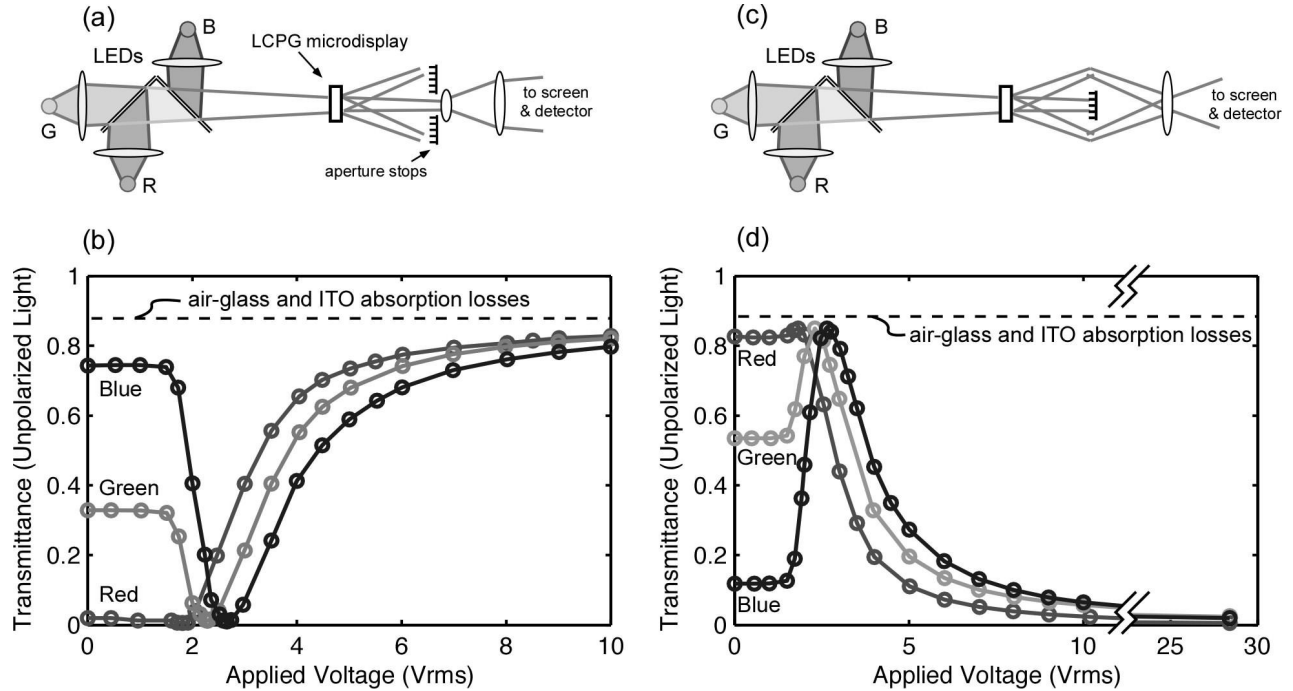 (a)
B
LEDs
LCPG microdisplay
G
R
aperture stops
to screen
& detector
(c)
B
LEDs
G
R
to screen
& detector
(b)
Transmittance (Unpolarized Light)
1
0.8
0.6
0.4
0.2
0
air-glass and ITO absorption losses
Blue
Green
Red
0 2 4 6 8 10
Applied Voltage (Vrms)
(d)
Transmittance (Unpolarized Light)
1
0.8
0.6
0.4
0.2
0
air-glass and ITO absorption losses
Red
Green
Blue
0 5 10 25 30
Applied Voltage (Vrms)